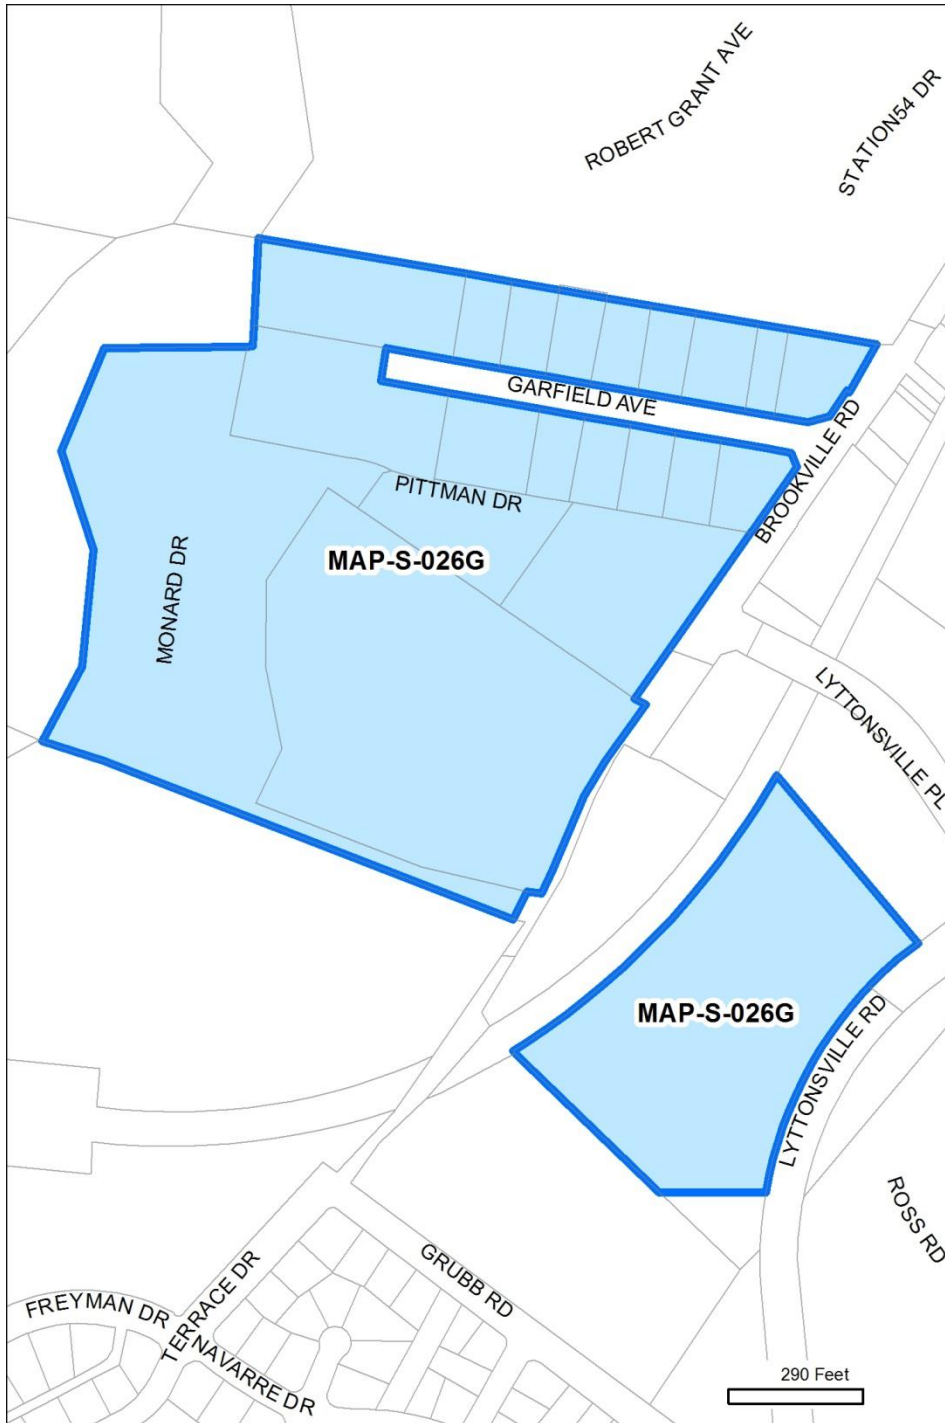 ROBERT GRANT AVE
STATION54 DR
GARFIELD AVE
BROOKVILLE RD
PITTMAN DR
MAP-S-026G
MONARD DR
LYTTONSVILLE PL
MAP-S-026G
LYTTONSVILLE RD
ROSS RD
GRUBB RD
TERRACE DR
FREYMAN DR
NAVARRE DR
290 Feet